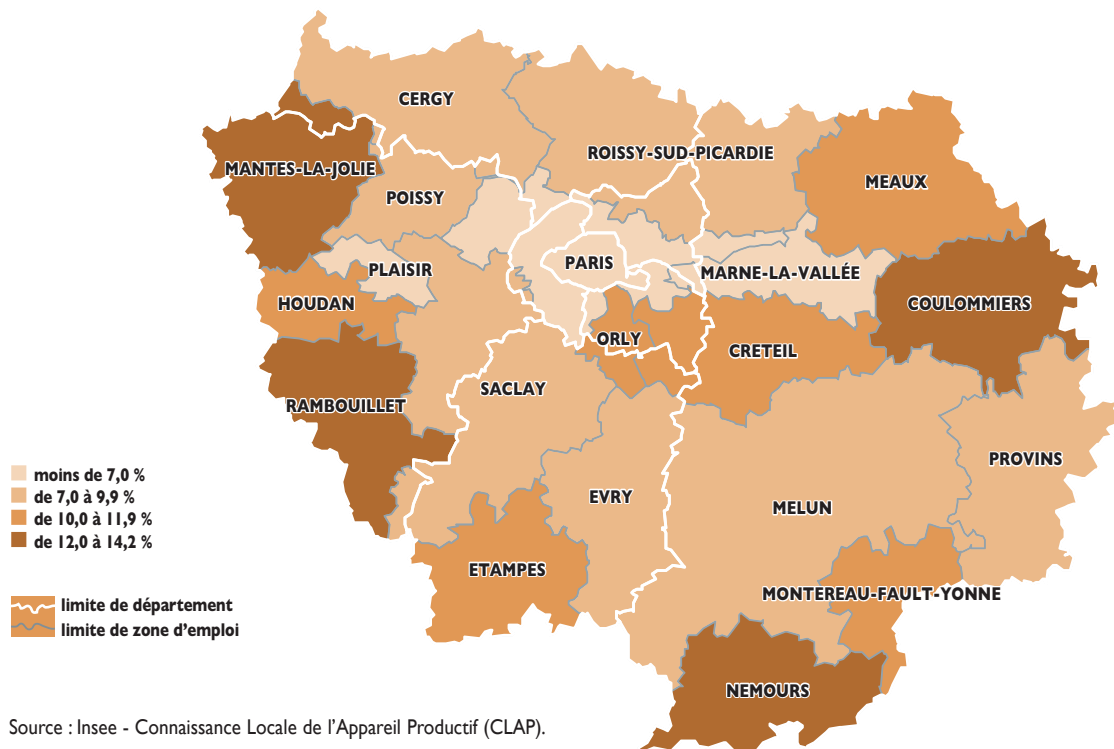 CERGY
ROISSY-SUD-PICARDIE
MANTES-LA-JOLIE
MEAUX
POISSY
PARIS
PLAISIR
MARNE-LA-VALLÉE
HOUDAN
COULOMMIERS
ORLY
CRETEIL
SACLAY
RAMBOUILLET
PROVINS
EVRY
MELUN
ETAMPES
MONTEREAU-FAULT-YONNE
NEMOURS
moins de 7,0 %
de 7,0 à 9,9 %
de 10,0 à 11,9 %
de 12,0 à 14,2 %
limite de département
limite de zone d'emploi
Source : Insee - Connaissance Locale de l'Appareil Productif (CLAP).